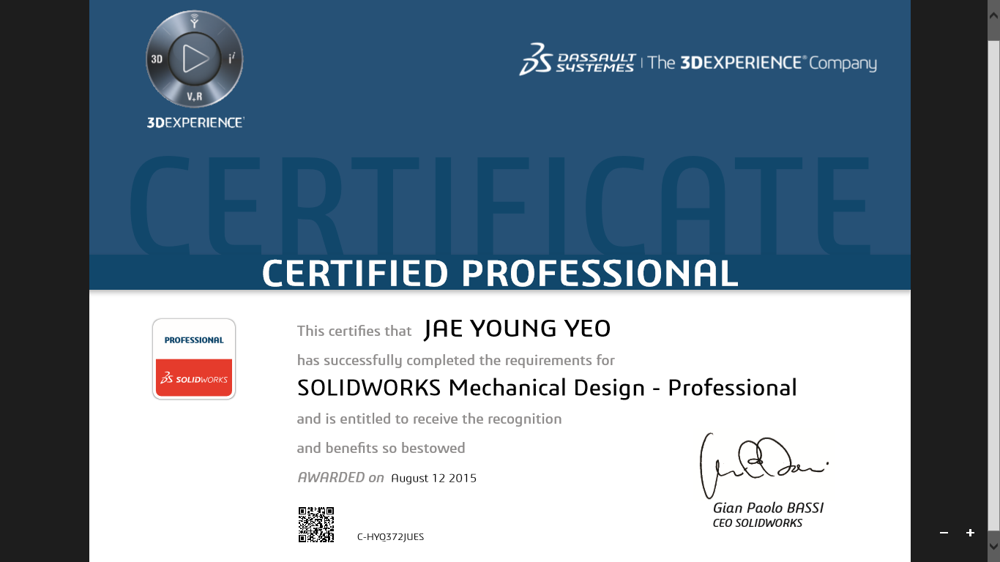 3D
i i
V+R
3DEXPERIENCE
DASSAULT SYSTEMES | The 3DEXPERIENCE® Company
CERTIFICATE
CERTIFIED PROFESSIONAL
PROFESSIONAL
SOLIDWORKS
This certifies that JAE YOUNG YEO
has successfully completed the requirements for
SOLIDWORKS Mechanical Design - Professional
and is entitled to receive the recognition
and benefits so bestowed
AWARDED on August 12 2015
C-HYQ372JUES
Gian Paolo BASSI
CEO SOLIDWORKS